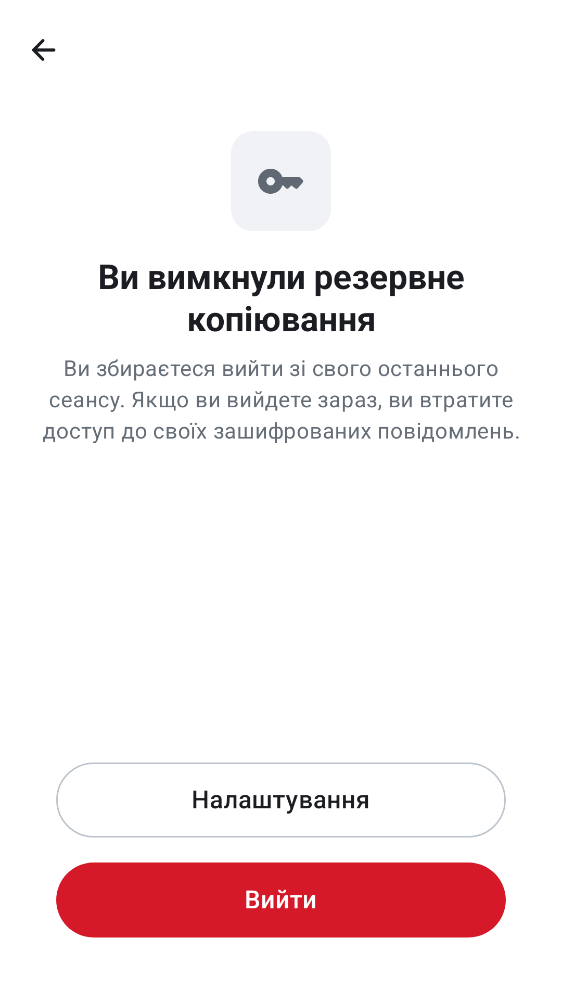 Ви вимкнули резервне
копіювання
Ви збираєтеся вийти зі свого останнього
сеансу. Якщо ви вийдете зараз, ви втратите
доступ до своїх зашифрованих повідомлень.
Налаштування
Вийти